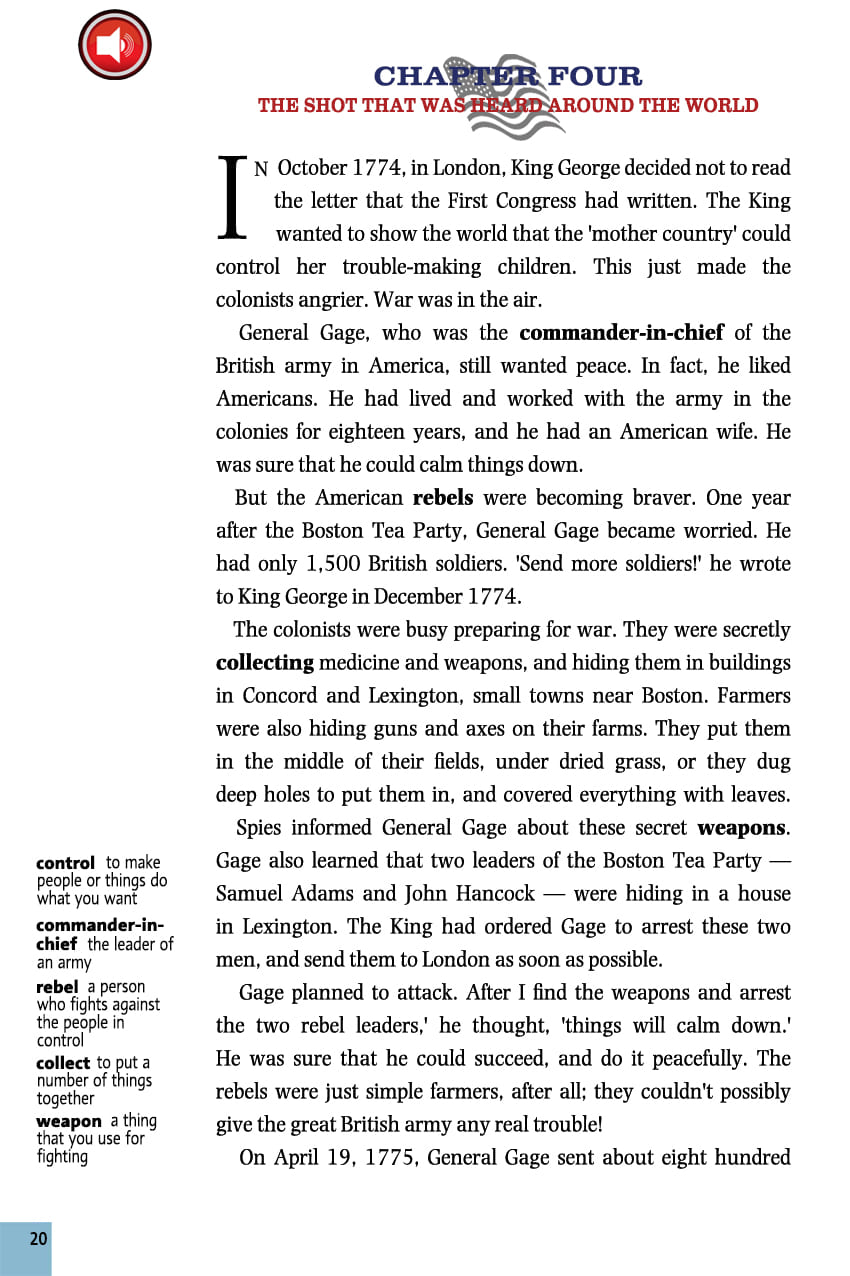 CHAPTER FOUR
THE SHOT THAT WAS HEARD AROUND THE WORLD
IN October 1774, in London, King George decided not to read
the letter that the First Congress had written. The King
wanted to show the world that the 'mother country' could
control her trouble-making children. This just made the
colonists angrier. War was in the air.
General Gage, who was the commander-in-chief of the
British army in America, still wanted peace. In fact, he liked
Americans. He had lived and worked with the army in the
colonies for eighteen years, and he had an American wife. He
was sure that he could calm things down.
But the American rebels were becoming braver. One year
after the Boston Tea Party, General Gage became worried. He
had only 1,500 British soldiers. 'Send more soldiers!' he wrote
to King George in December 1774.
The colonists were busy preparing for war. They were secretly
collecting medicine and weapons, and hiding them in buildings
in Concord and Lexington, small towns near Boston. Farmers
were also hiding guns and axes on their farms. They put them
in the middle of their fields, under dried grass, or they dug
deep holes to put them in, and covered everything with leaves.
Spies informed General Gage about these secret weapons.
Gage also learned that two leaders of the Boston Tea Party —
Samuel Adams and John Hancock — were hiding in a house
in Lexington. The King had ordered Gage to arrest these two
men, and send them to London as soon as possible.
Gage planned to attack. After I find the weapons and arrest
the two rebel leaders,' he thought, 'things will calm down.'
He was sure that he could succeed, and do it peacefully. The
rebels were just simple farmers, after all; they couldn't possibly
give the great British army any real trouble!
On April 19, 1775, General Gage sent about eight hundred
control to make
people or things do
what you want
commander-in-
chief the leader of
an army
rebel a person
who fights against
the people in
control
collect to put a
number of things
together
weapon a thing
that you use for
fighting
20